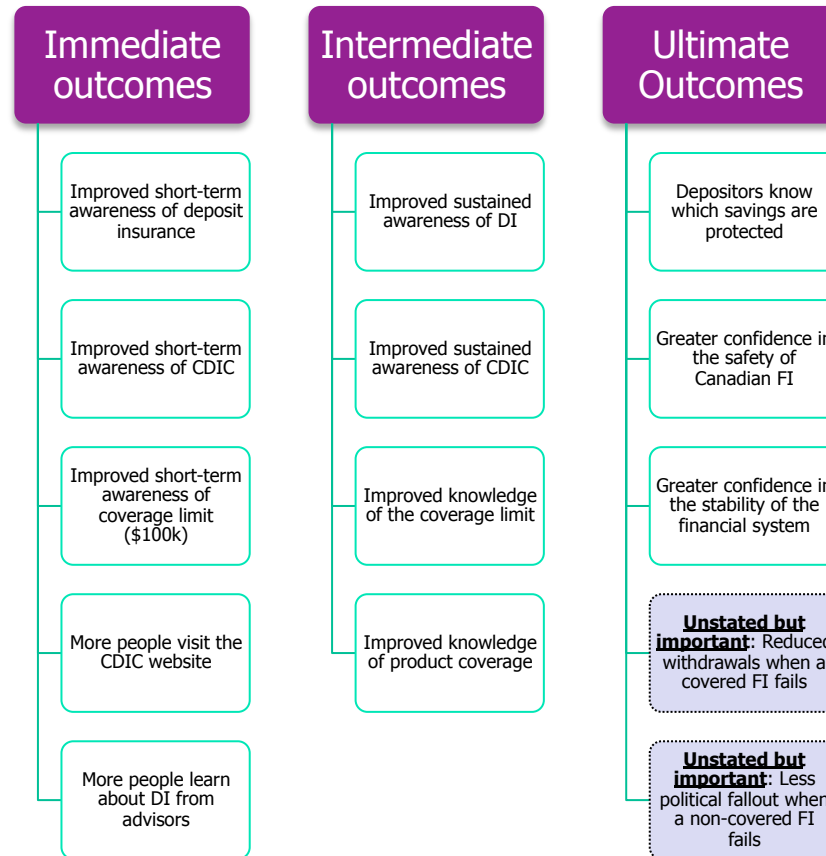 Immediate
outcomes
Improved short-term
awareness of deposit
insurance
Improved short-term
awareness of CDIC
Improved short-term
awareness of
coverage limit
($100k)
More people visit the
CDIC website
More people learn
about DI from
advisors
Intermediate
outcomes
Improved sustained
awareness of DI
Improved sustained
awareness of CDIC
Improved knowledge
of the coverage limit
Improved knowledge
of product coverage
Ultimate
Outcomes
Depositors know
which savings are
protected
Greater confidence in
the safety of
Canadian FI
Greater confidence in
the stability of the
financial system
Unstated but
important: Reduced
withdrawals when a
covered FI fails
Unstated but
important: Less
political fallout when
a non-covered FI
fails